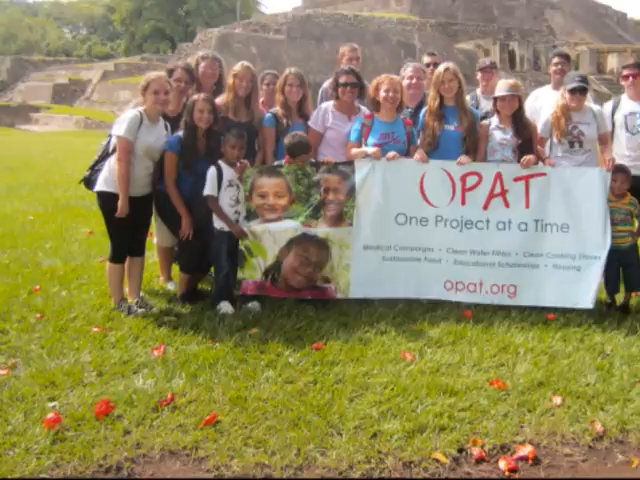 OPAT
One Project at a Time
Medical Campaigns • Clean Water Filters • Clean Cooking Stoves
Sustainable Food • Educational Scholarships • Housing
opat.org